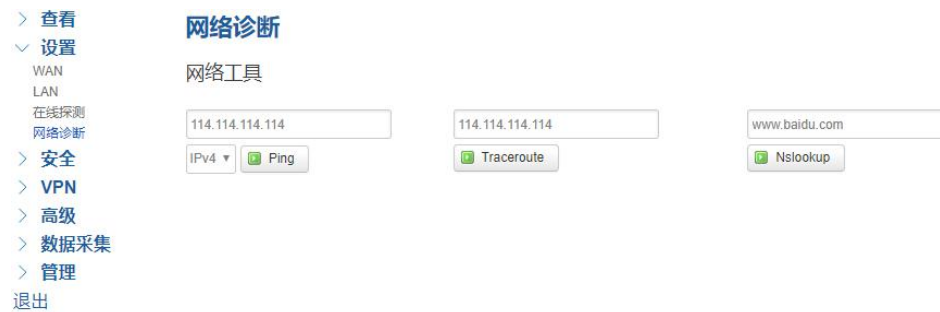 查看
设置
WAN
LAN
在线探测
网络诊断
安全
VPN
高级
数据采集
管理
退出
网络诊断
网络工具
114.114.114.114 114.114.114.114 www.baidu.com
IPv4 Ping Traceroute Nslookup